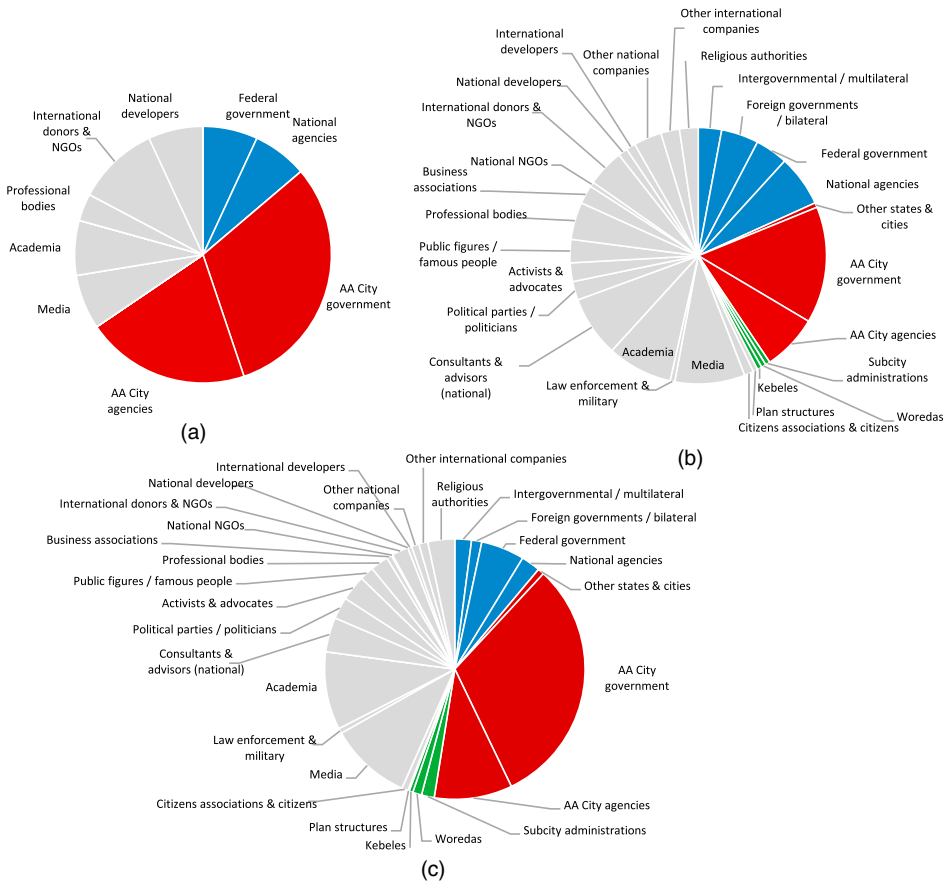 National
developers
Federal
government
National
agencies
International
donors &
NGOs
Professional
bodies
Academia
Media
AA City
government
AA City
agencies
(a)
Other international
companies
International
developers
Other national
companies
Religious authorities
National developers
Intergovernmental / multilateral
International donors &
NGOs
Foreign governments
/ bilateral
National NGOs
Federal government
Business
associations
National agencies
Professional bodies
Other states &
cities
Public figures /
famous people
AA City
government
Activists &
advocates
Political parties /
politicians
AA City agencies
Consultants &
advisors
(national)
Academia
Media
Subcity
administrations
Law enforcement &
military
Kebeles
Plan structures
Woredas
Citizens associations & citizens
(b)
Other international companies
International developers
National developers
Other national
companies
Religious
authorities
Intergovernmental / multilateral
International donors & NGOs
Foreign governments / bilateral
National NGOs
Federal government
Business associations
National agencies
Professional bodies
Other states & cities
Public figures / famous people
Activists & advocates
Political parties / politicians
Consultants &
advisors (national)
AA City
government
Academia
Law enforcement &
military
Media
Citizens associations & citizens
AA City agencies
Plan structures
Subcity administrations
Kebeles
Woredas
(c)